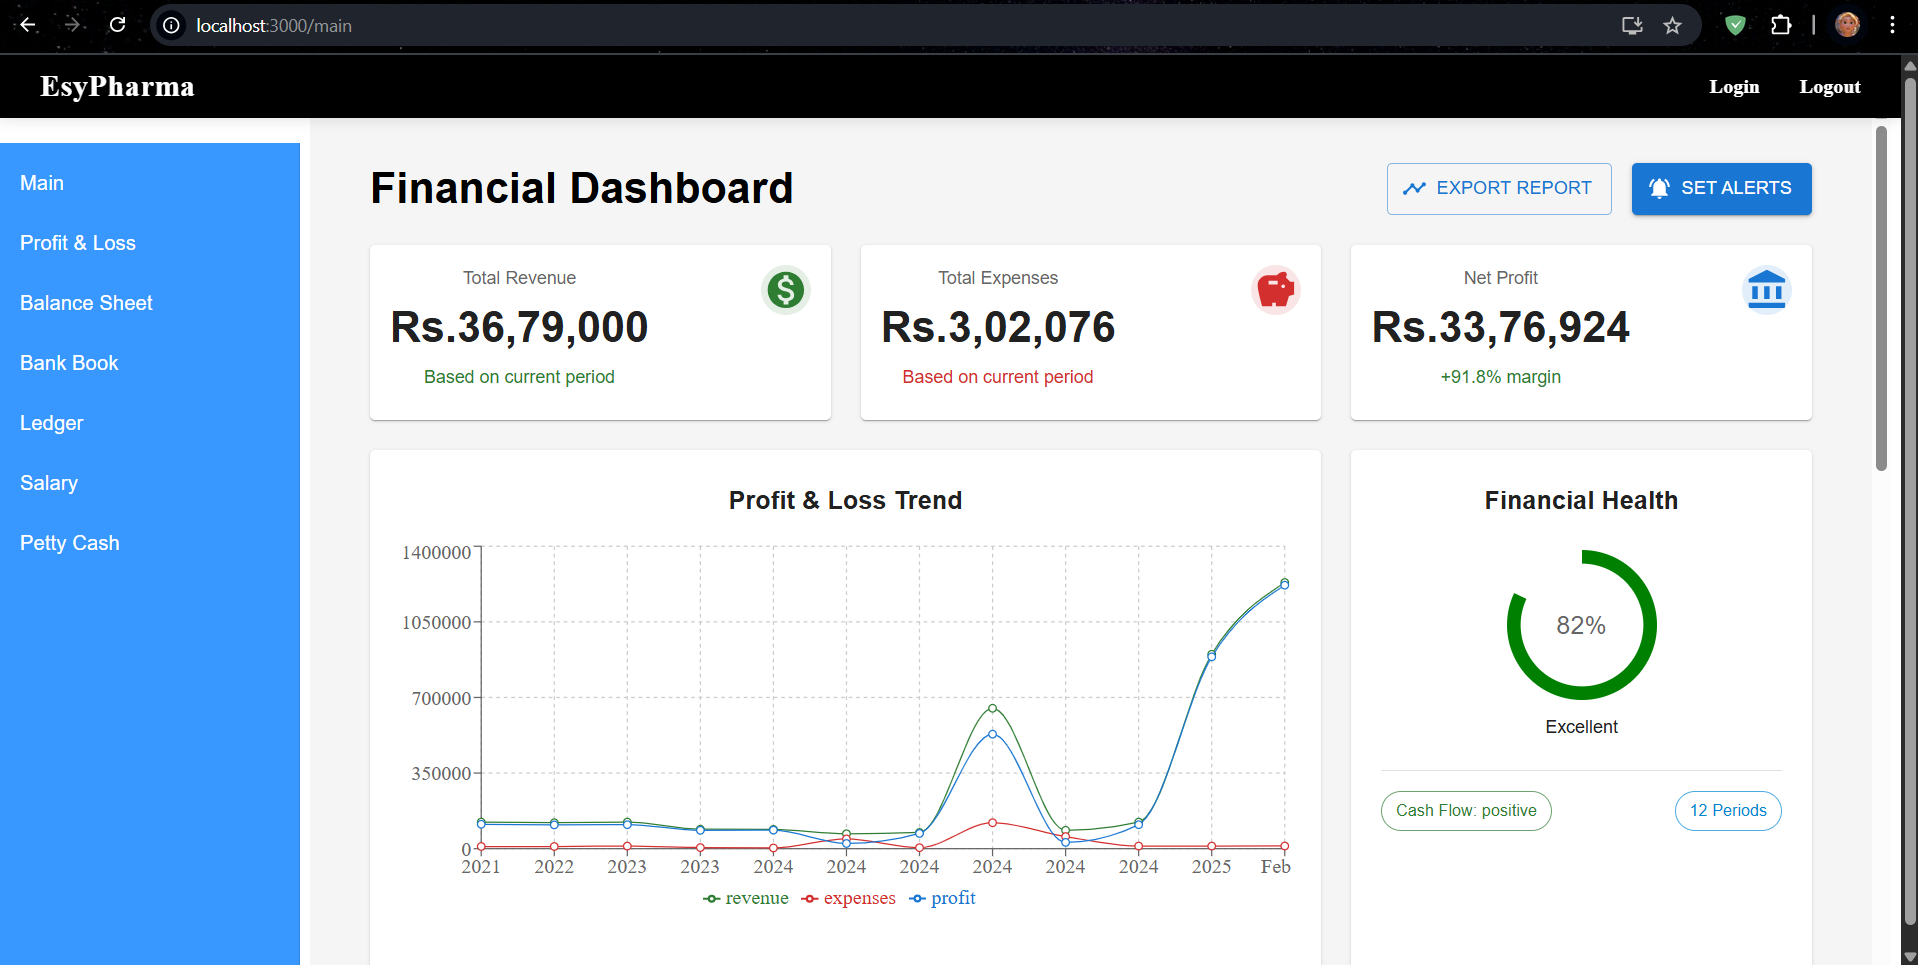 localhost:3000/main
EsyPharma
Login
Logout
Main
Profit & Loss
Balance Sheet
Bank Book
Ledger
Salary
Petty Cash
Financial Dashboard
EXPORT REPORT
SET ALERTS
Total Revenue
Rs.36,79,000
Based on current period
$
Total Expenses
Rs.3,02,076
Based on current period
Net Profit
Rs.33,76,924
+91.8% margin
Profit & Loss Trend
1400000
1050000
700000
350000
0
2021 2022 2023 2023 2024 2024 2024 2024 2024 2024 2025 Feb
revenue expenses profit
Financial Health
82%
Excellent
Cash Flow: positive
12 Periods